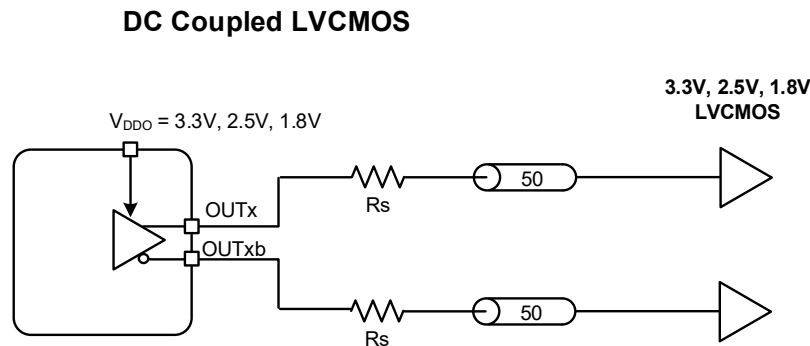 DC Coupled LVCMOS
3.3V, 2.5V, 1.8V
LVCMOS
VDDO = 3.3V, 2.5V, 1.8V
OUTx
Rs
50
OUTxb
Rs
50